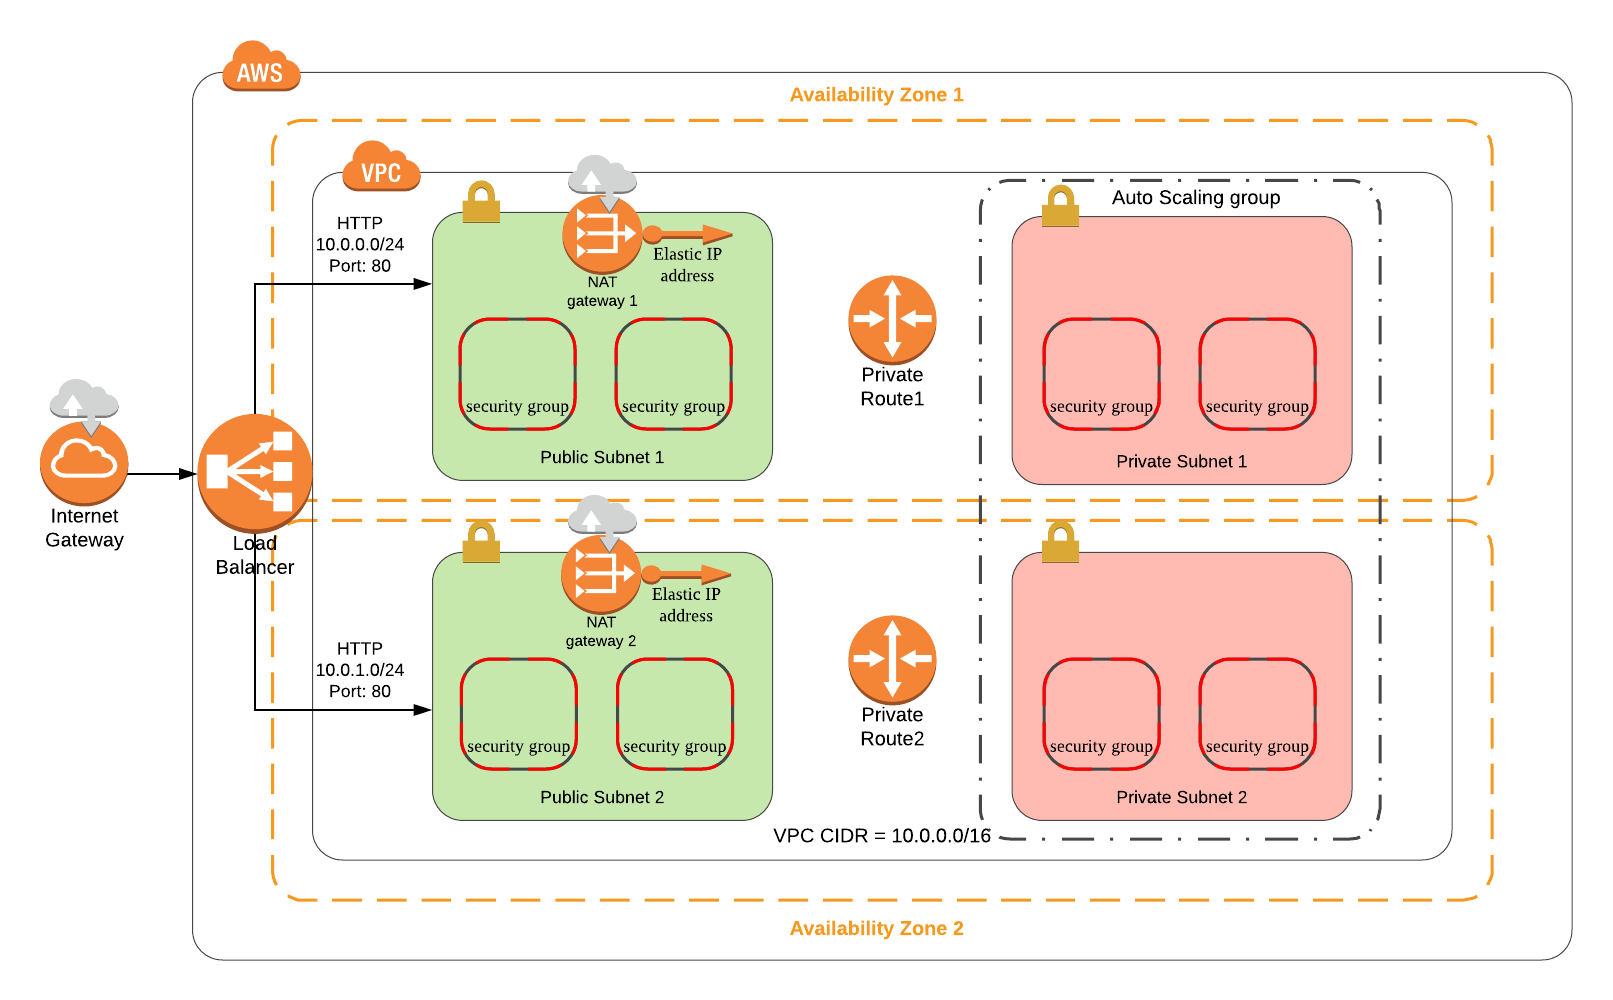 AWS
Availability Zone 1
VPC
Auto Scaling group
HTTP
10.0.0.0/24
Port: 80
Elastic IP
address
NAT
gateway 1
Private
Route1
security group
security group
security group
security group
Public Subnet 1
Private Subnet 1
Internet
Gateway
Load
Balancer
HTTP
10.0.1.0/24
Port: 80
Elastic IP
address
NAT
gateway 2
Private
Route2
security group
security group
security group
security group
Public Subnet 2
Private Subnet 2
VPC CIDR = 10.0.0.0/16
Availability Zone 2